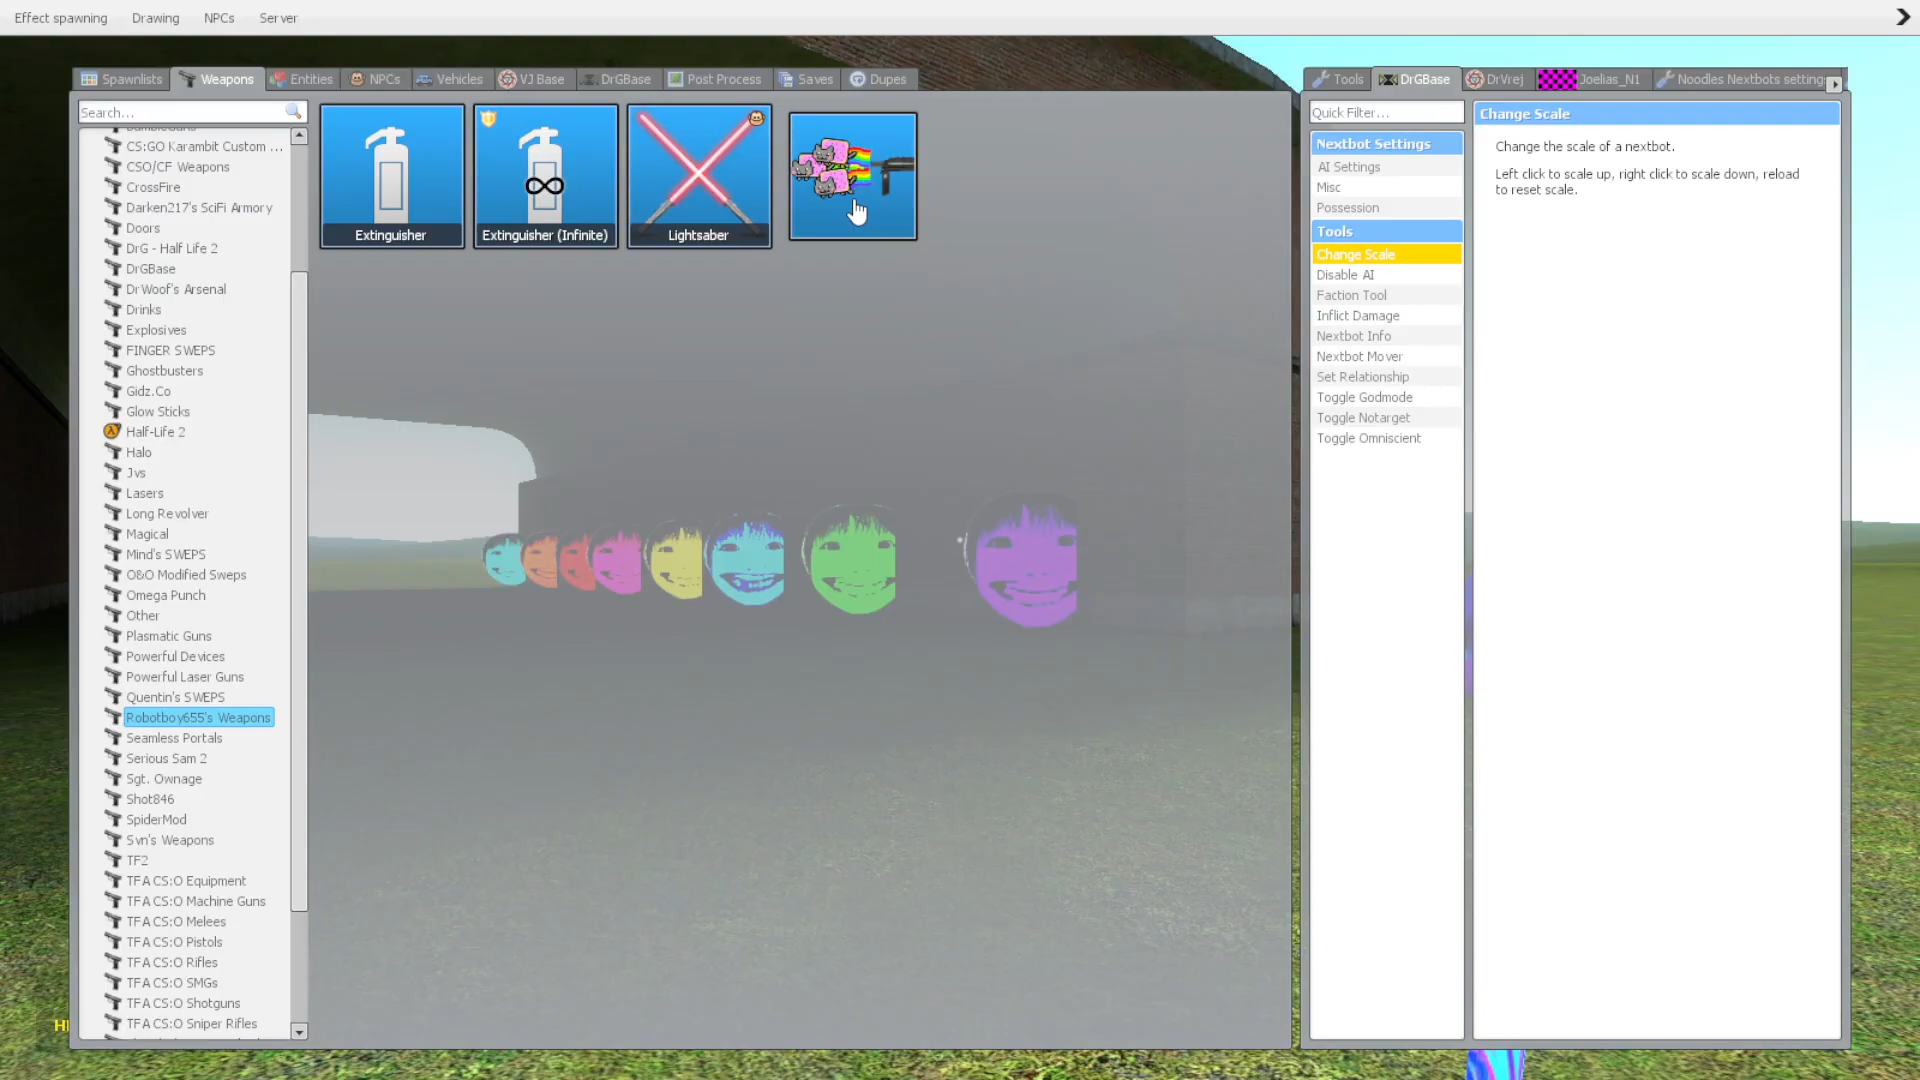 Effect spawning Drawing NPCs Server
Spawnlists Weapons Entities NPCs Vehicles VJ Base DrGBase Post Process Saves Dupes
Search...
CS:GO Karambit Custom ...
CSO/CF Weapons
CrossFire
Darken217's SciFi Armory
Doors
DrG - Half Life 2
DrGBase
DrWoof's Arsenal
Drinks
Explosives
FINGER SWEPS
Ghostbusters
Gidz.Co
Glow Sticks
Half-Life 2
Halo
Jvs
Lasers
Long Revolver
Magical
Mind's SWEPS
O&O Modified Sweps
Omega Punch
Other
Plasmatic Guns
Powerful Devices
Powerful Laser Guns
Quentin's SWEPS
Robotboy655's Weapons
Seamless Portals
Serious Sam 2
Sgt. Ownage
Shot846
SpiderMod
Svn's Weapons
TF2
TFA CS:O Equipment
TFA CS:O Machine Guns
TFA CS:O Melees
TFA CS:O Pistols
TFA CS:O Rifles
TFA CS:O SMGs
TFA CS:O Shotguns
TFA CS:O Sniper Rifles
Extinguisher
Extinguisher (Infinite)
Lightsaber
Tools DrGBase DrVrej Joelias_N1 Noodles Nextbots setting
Quick Filter...
Nextbot Settings
AI Settings
Misc
Possession
Tools
Change Scale
Disable AI
Faction Tool
Inflict Damage
Nextbot Info
Nextbot Mover
Set Relationship
Toggle Godmode
Toggle Notarget
Toggle Omniscient
Change Scale
Change the scale of a nextbot.
Left click to scale up, right click to scale down, reload
to reset scale.